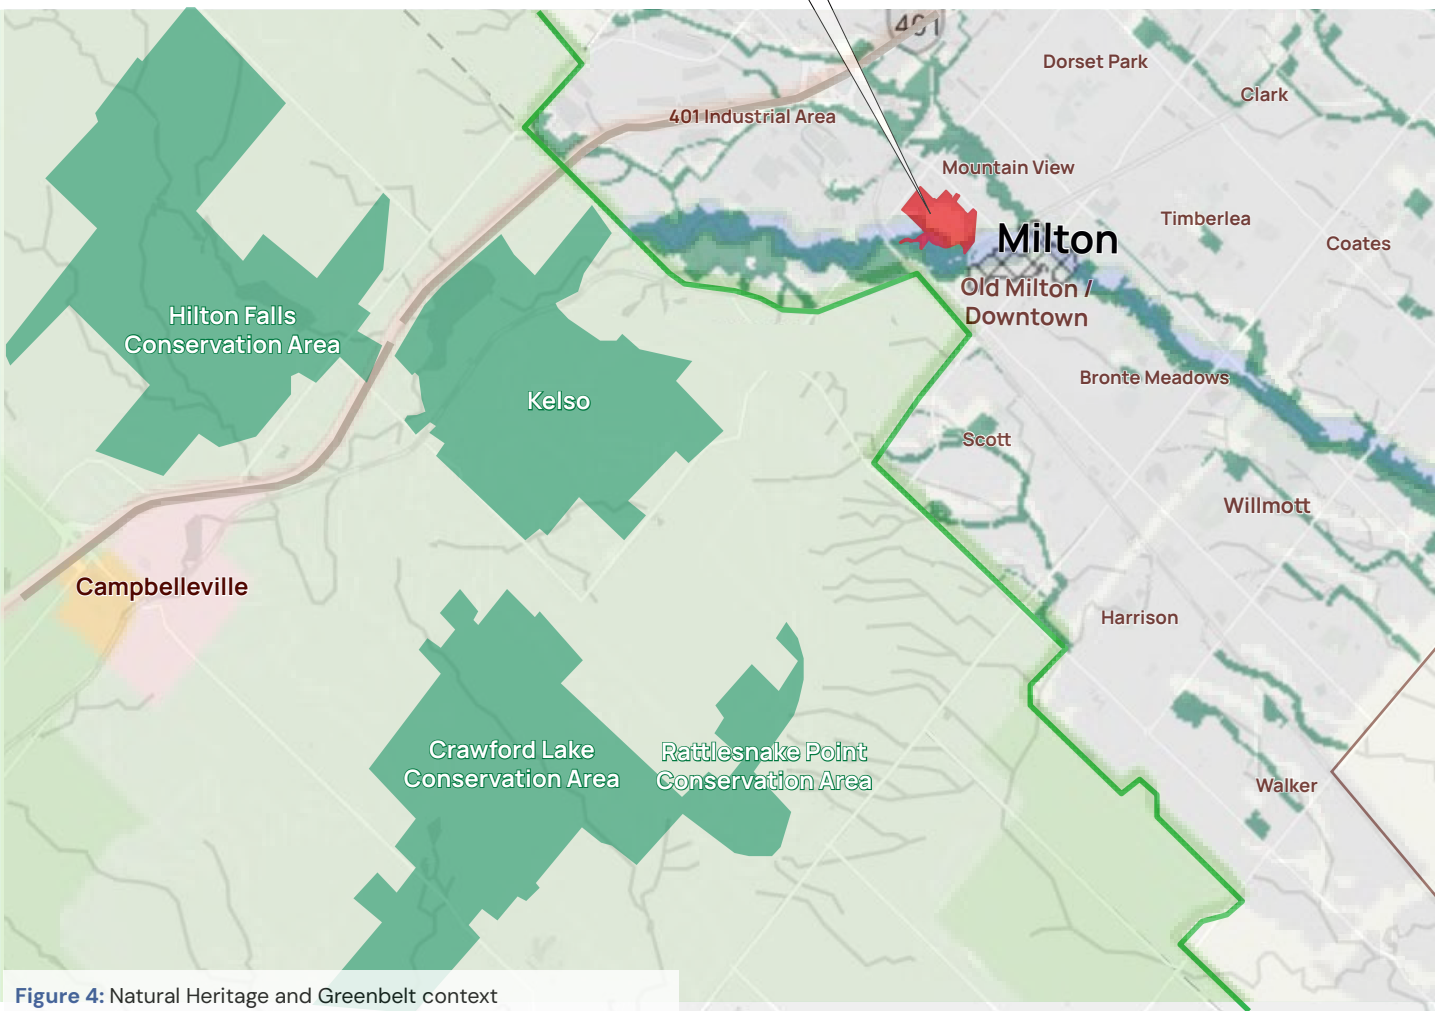 401
Dorset Park
Clark
401 Industrial Area
Mountain View
Timberlea
Milton
Coates
Old Milton /
Downtown
Hilton Falls
Conservation Area
Bronte Meadows
Kelso
Scott
Willmott
Campbelleville
Harrison
Crawford Lake
Conservation Area
Rattlesnake Point
Conservation Area
Walker
Figure 4: Natural Heritage and Greenbelt context